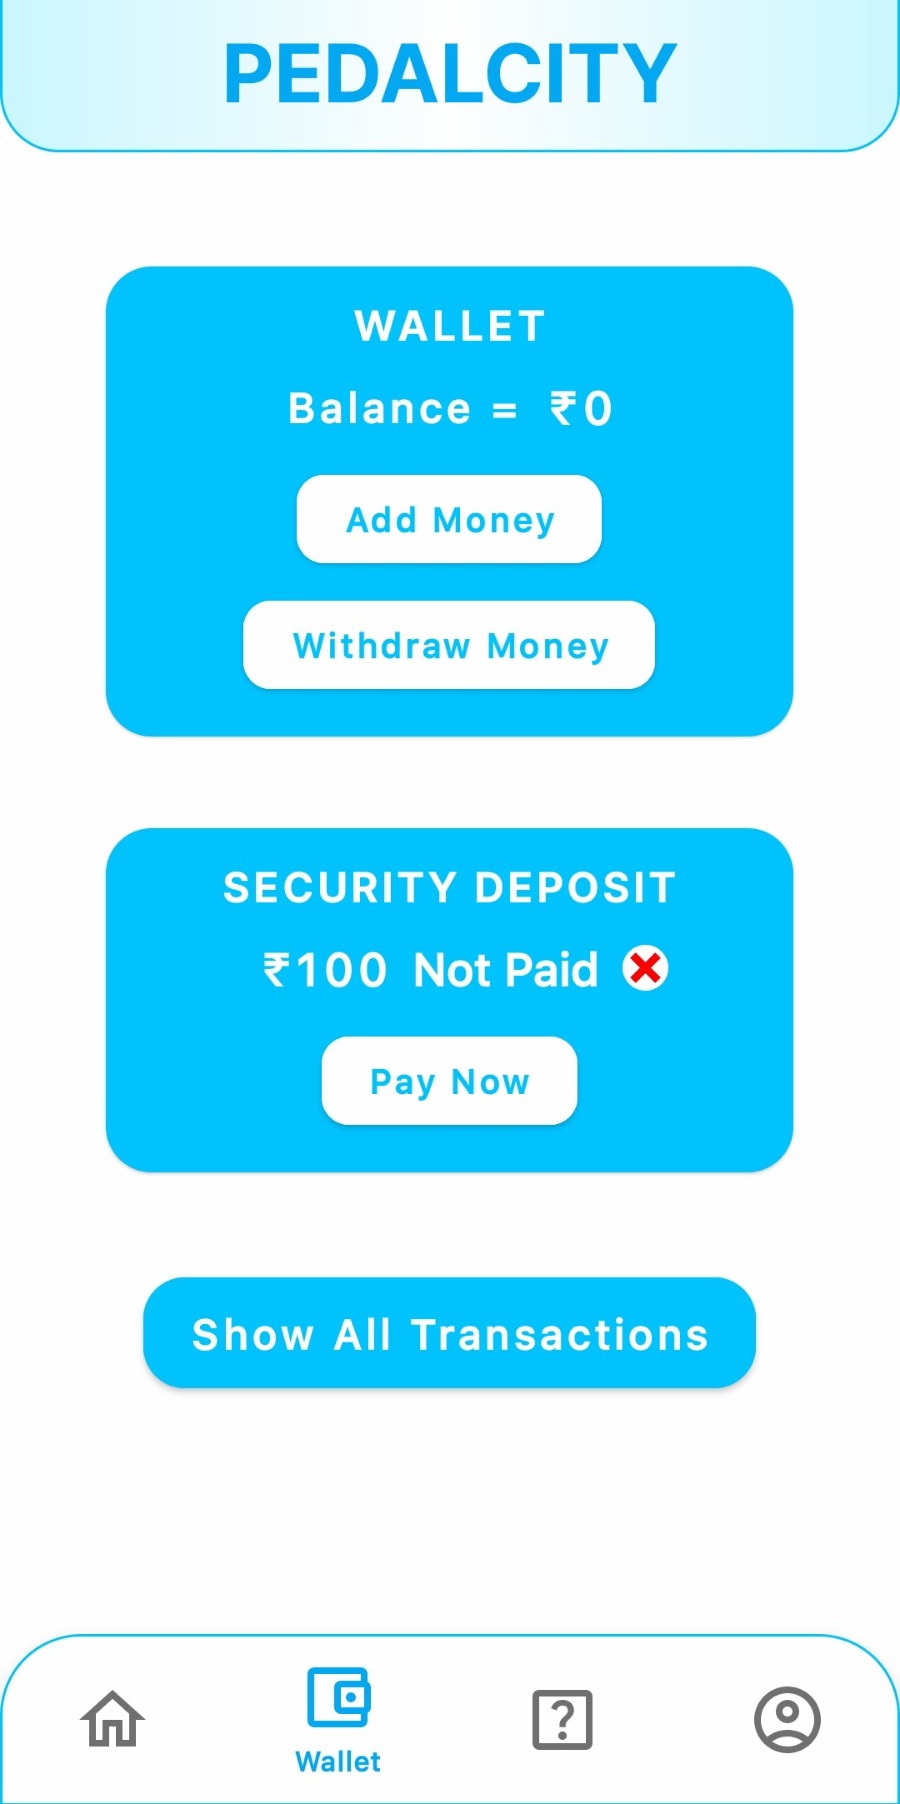 PEDALCITY
WALLET
Balance = ₹0
Add Money
Withdraw Money
SECURITY DEPOSIT
₹100 Not Paid
Pay Now
Show All Transactions
Wallet